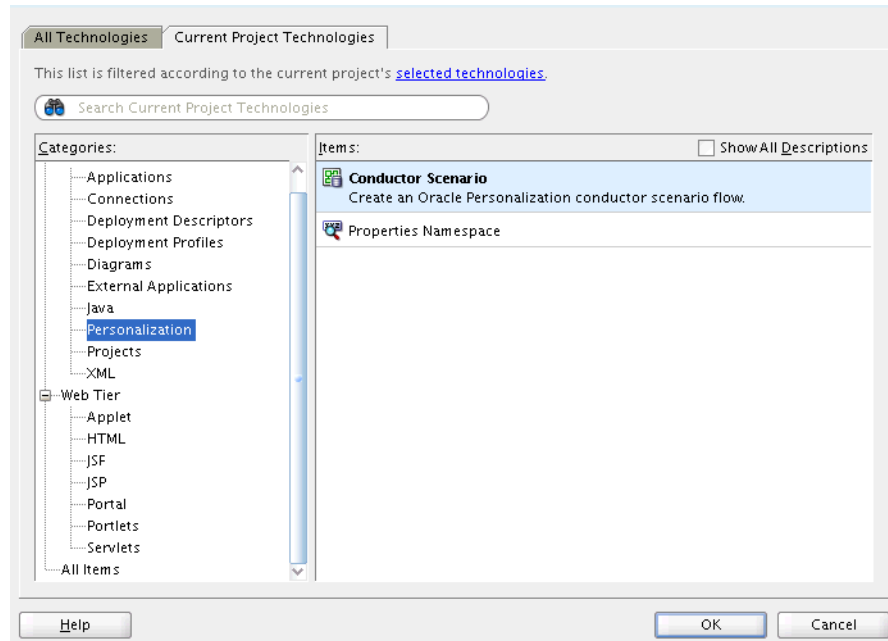 All Technologies
Current Project Technologies
This list is filtered according to the current project's selected technologies.
Search Current Project Technologies
Categories:
Applications
Connections
Deployment Descriptors
Deployment Profiles
Diagrams
External Applications
Java
Personalization
Projects
XML
Web Tier
Applet
HTML
JSF
JSP
Portal
Portlets
Servlets
All Items
Items:
Show All Descriptions
Conductor Scenario
Create an Oracle Personalization conductor scenario flow.
Properties Namespace
Help
OK
Cancel